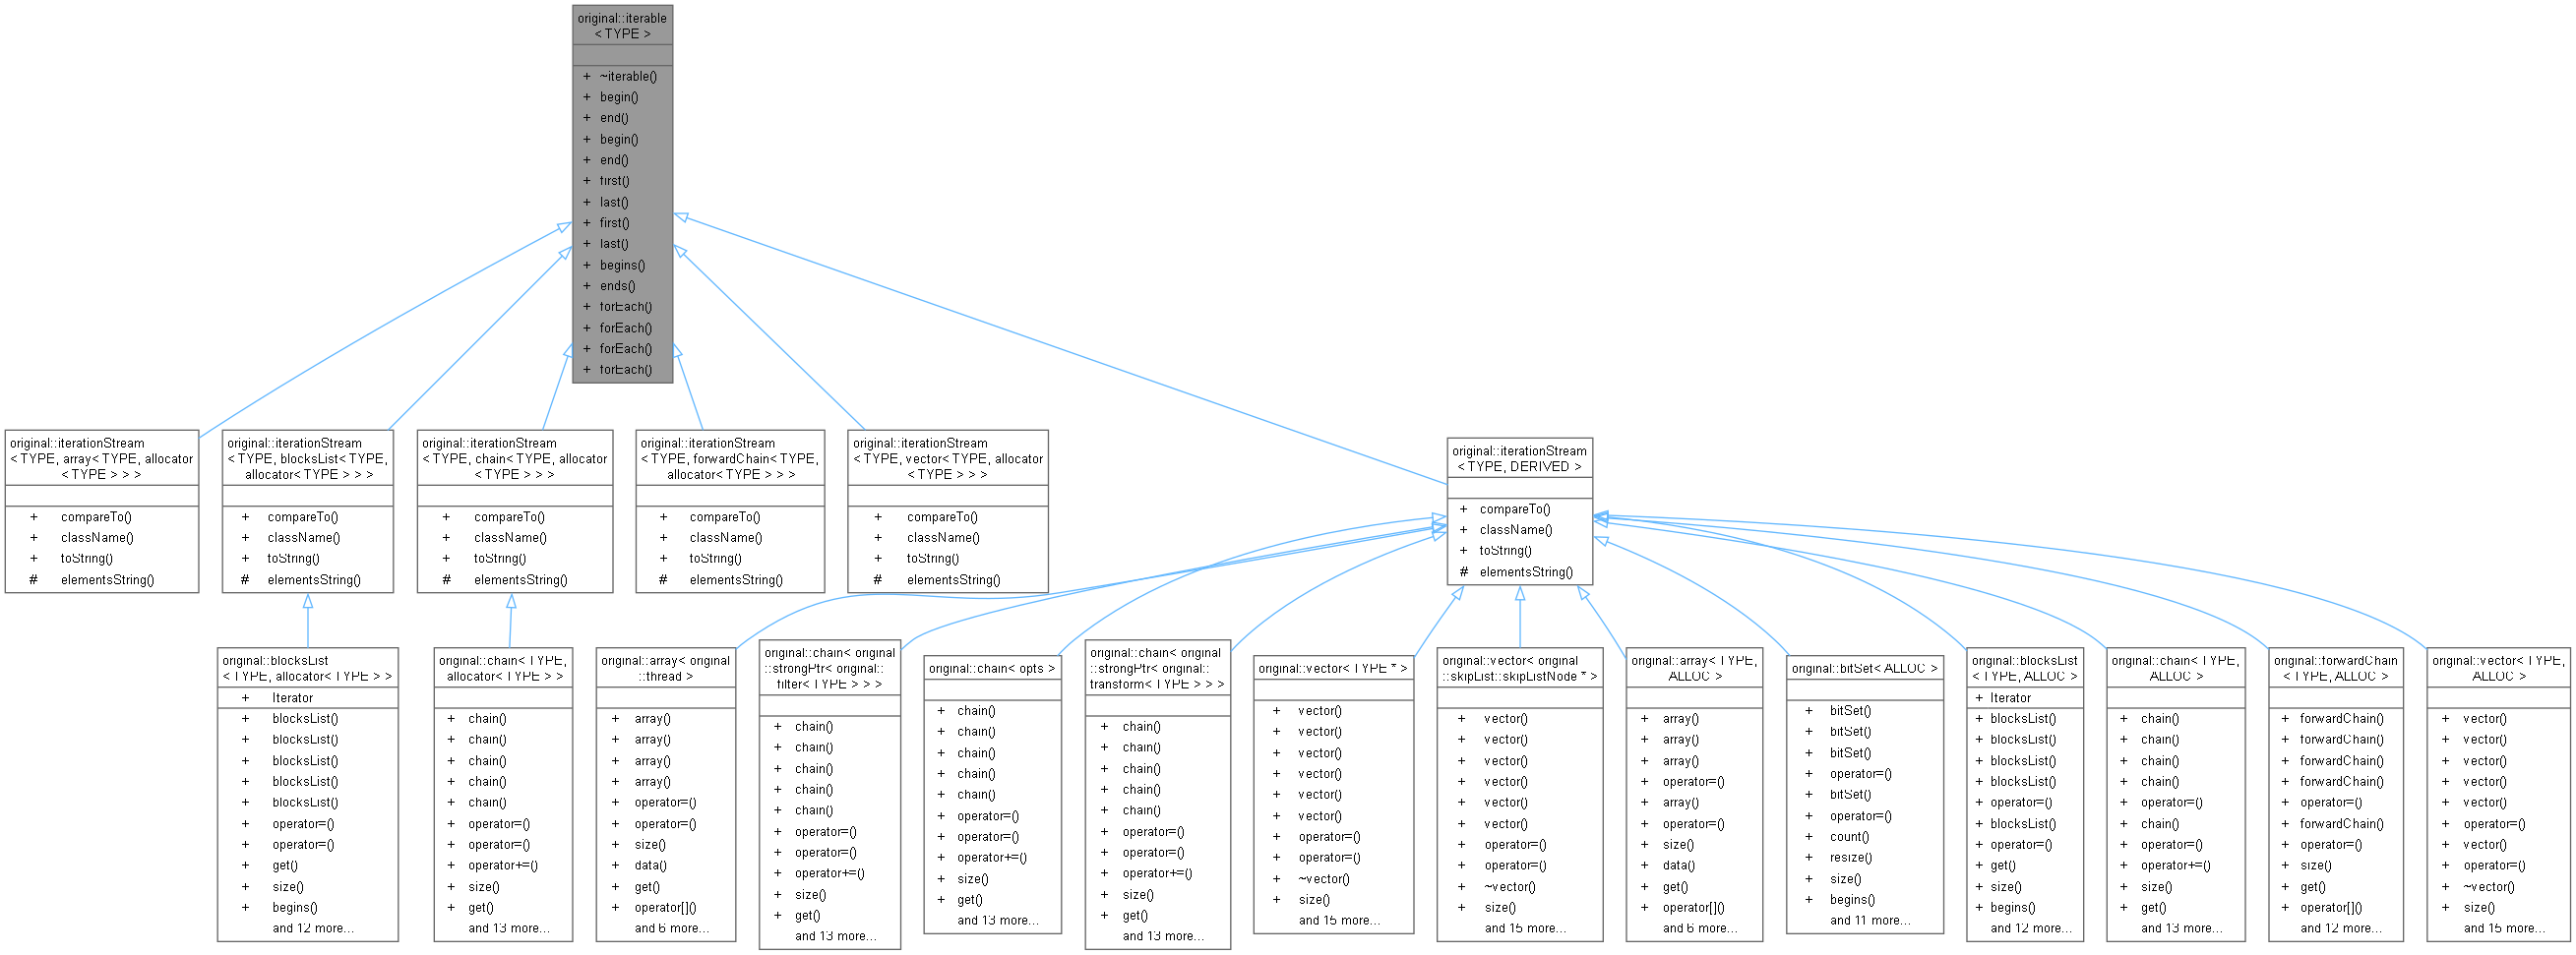 original::iterable
< TYPE >
+ ~iterable()
+ begin()
+ end()
+ begin()
+ end()
+ first()
+ last()
+ first()
+ last()
+ begins()
+ ends()
+ forEach()
+ forEach()
+ forEach()
+ forEach()
original::iterationStream
< TYPE, array< TYPE, allocator
< TYPE > > >
+ compareTo()
+ className()
+ toString()
# elementsString()
original::iterationStream
< TYPE, blocksList< TYPE,
allocator< TYPE > > >
+ compareTo()
+ className()
+ toString()
# elementsString()
original::iterationStream
< TYPE, chain< TYPE, allocator
< TYPE > > >
+ compareTo()
+ className()
+ toString()
# elementsString()
original::iterationStream
< TYPE, forwardChain< TYPE,
allocator< TYPE > > >
+ compareTo()
+ className()
+ toString()
# elementsString()
original::iterationStream
< TYPE, vector< TYPE, allocator
< TYPE > > >
+ compareTo()
+ className()
+ toString()
# elementsString()
original::iterationStream
< TYPE, DERIVED >
+ compareTo()
+ className()
+ toString()
# elementsString()
original::blocksList
< TYPE, allocator< TYPE > >
+ Iterator
+ blocksList()
+ blocksList()
+ blocksList()
+ blocksList()
+ blocksList()
+ operator=()
+ operator=()
+ get()
+ size()
+ begins()
and 12 more...
original::chain< TYPE,
allocator< TYPE > >
+ chain()
+ chain()
+ chain()
+ chain()
+ chain()
+ operator=()
+ operator=()
+ operator+=()
+ size()
+ get()
and 13 more...
original::array< original
::thread >
+ array()
+ array()
+ array()
+ array()
+ operator=()
+ operator=()
+ size()
+ data()
+ get()
+ operator[]()
and 6 more...
original::chain< original
::strongPtr< original::
filter< TYPE > > >
+ chain()
+ chain()
+ chain()
+ chain()
+ chain()
+ operator=()
+ operator=()
+ operator+=()
+ size()
+ get()
and 13 more...
original::chain< opts >
+ chain()
+ chain()
+ chain()
+ chain()
+ chain()
+ operator=()
+ operator=()
+ operator+=()
+ size()
+ get()
and 13 more...
original::chain< original
::strongPtr< original::
transform< TYPE > > >
+ chain()
+ chain()
+ chain()
+ chain()
+ chain()
+ operator=()
+ operator=()
+ operator+=()
+ size()
+ get()
and 13 more...
original::vector< TYPE * >
+ vector()
+ vector()
+ vector()
+ vector()
+ vector()
+ vector()
+ operator=()
+ operator=()
+ ~vector()
+ size()
and 15 more...
original::vector< original
::skipList::skipListNode * >
+ vector()
+ vector()
+ vector()
+ vector()
+ vector()
+ vector()
+ operator=()
+ operator=()
+ ~vector()
+ size()
and 15 more...
original::array< TYPE,
ALLOC >
+ array()
+ array()
+ array()
+ operator=()
+ array()
+ operator=()
+ size()
+ data()
+ get()
+ operator[]()
and 6 more...
original::bitSet< ALLOC >
+ bitSet()
+ bitSet()
+ bitSet()
+ operator=()
+ bitSet()
+ operator=()
+ count()
+ resize()
+ size()
+ begins()
and 11 more...
original::blocksList
< TYPE, ALLOC >
+ Iterator
+ blocksList()
+ blocksList()
+ blocksList()
+ blocksList()
+ operator=()
+ blocksList()
+ operator=()
+ get()
+ size()
+ begins()
and 12 more...
original::chain< TYPE,
ALLOC >
+ chain()
+ chain()
+ chain()
+ chain()
+ operator=()
+ chain()
+ operator=()
+ operator+=()
+ size()
+ get()
and 13 more...
original::forwardChain
< TYPE, ALLOC >
+ forwardChain()
+ forwardChain()
+ forwardChain()
+ forwardChain()
+ operator=()
+ forwardChain()
+ operator=()
+ size()
+ get()
+ operator[]()
and 12 more...
original::vector< TYPE,
ALLOC >
+ vector()
+ vector()
+ vector()
+ vector()
+ vector()
+ operator=()
+ vector()
+ operator=()
+ ~vector()
+ size()
and 15 more...